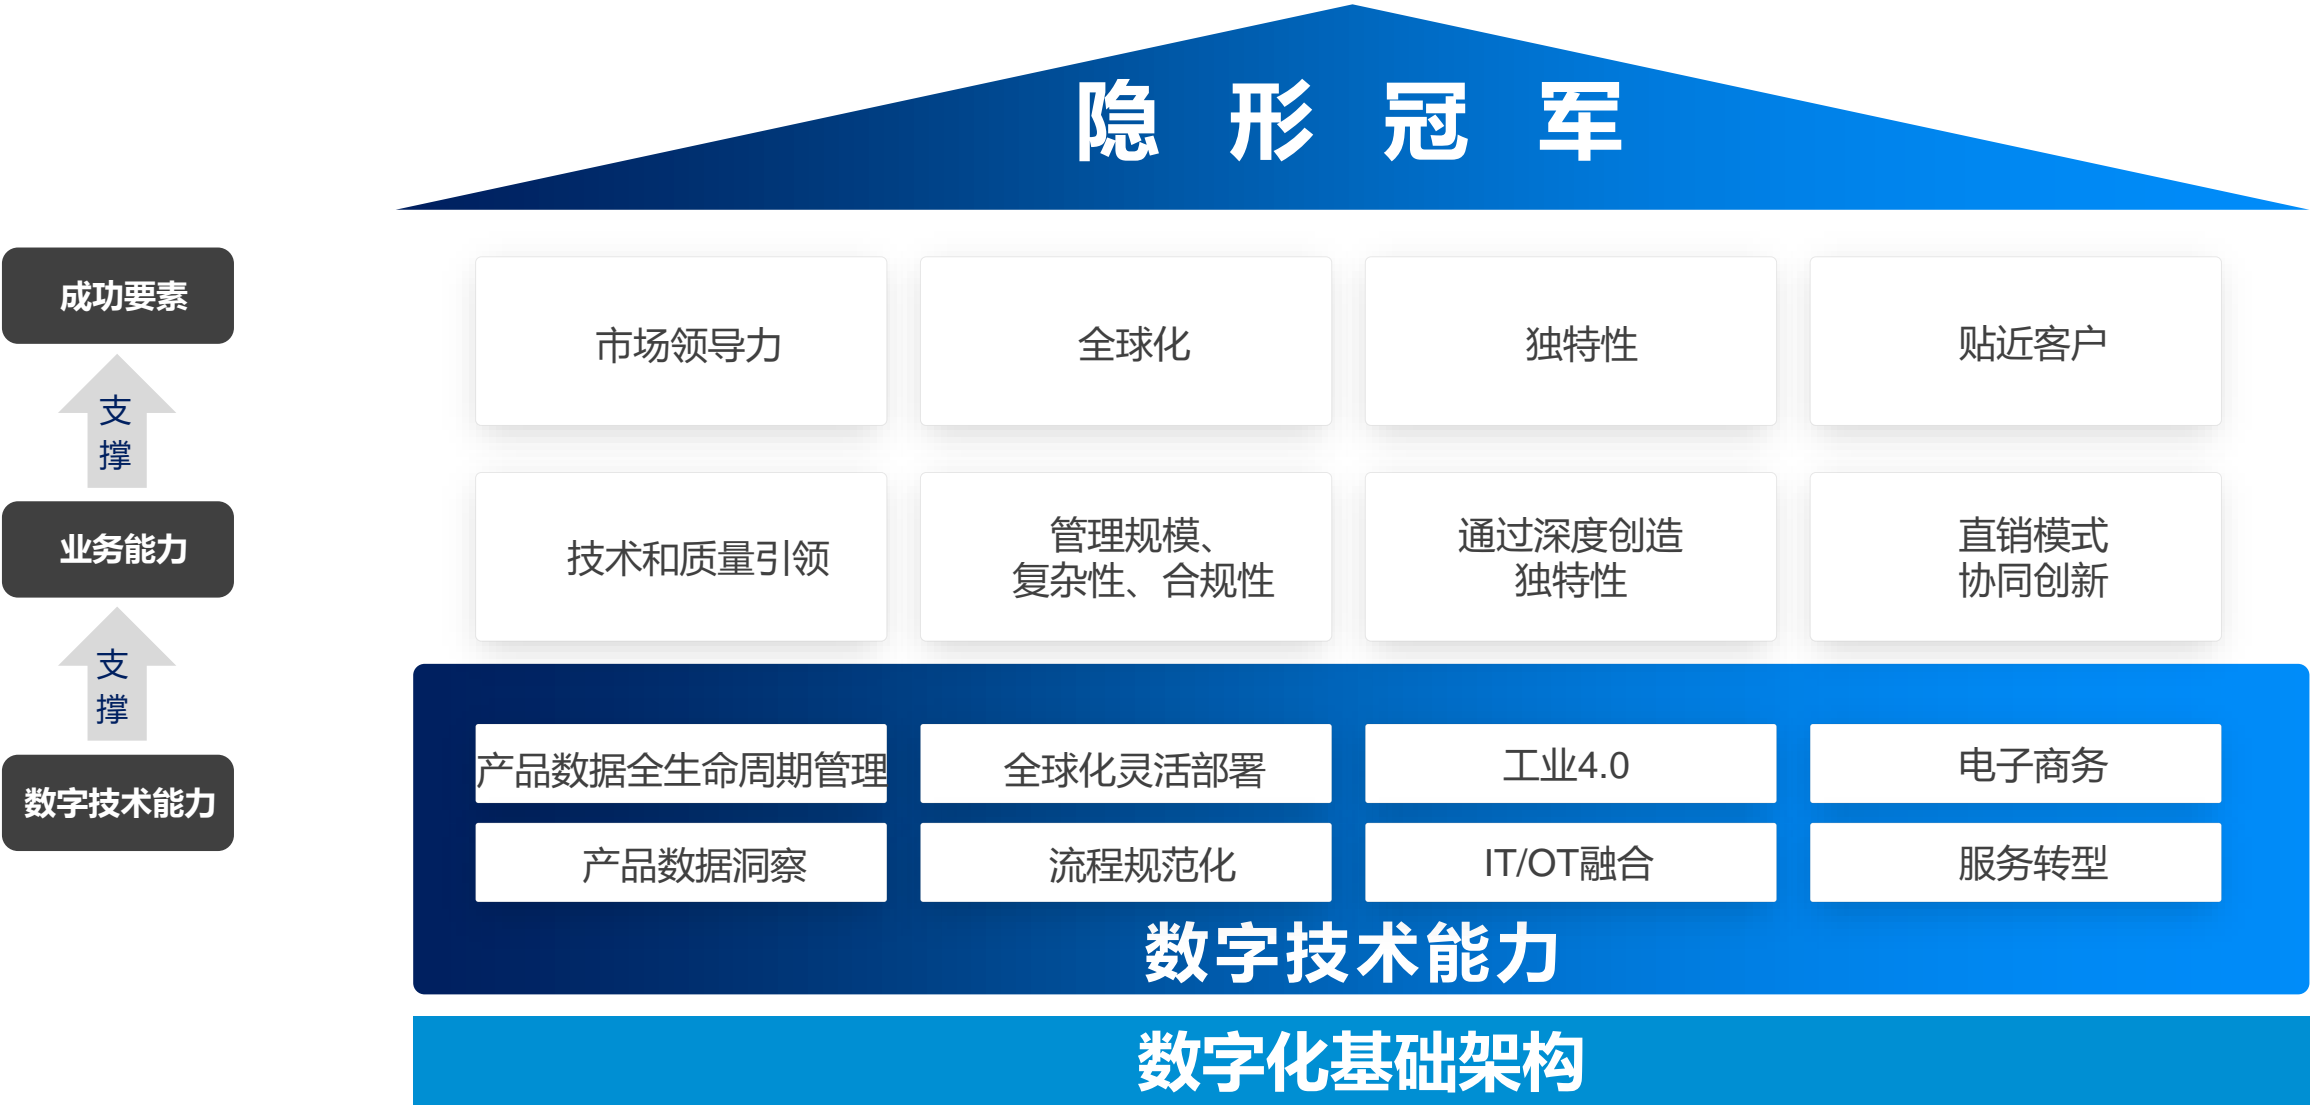 隐形冠军
成功要素
市场领导力
全球化
独特性
贴近客户
支
撑
业务能力
技术和质量引领
管理规模、
复杂性、合规性
通过深度创造
独特性
直销模式
协同创新
支
撑
数字技术能力
产品数据全生命周期管理
全球化灵活部署
工业4.0
电子商务
产品数据洞察
流程规范化
IT/OT融合
服务转型
数字技术能力
数字化基础架构